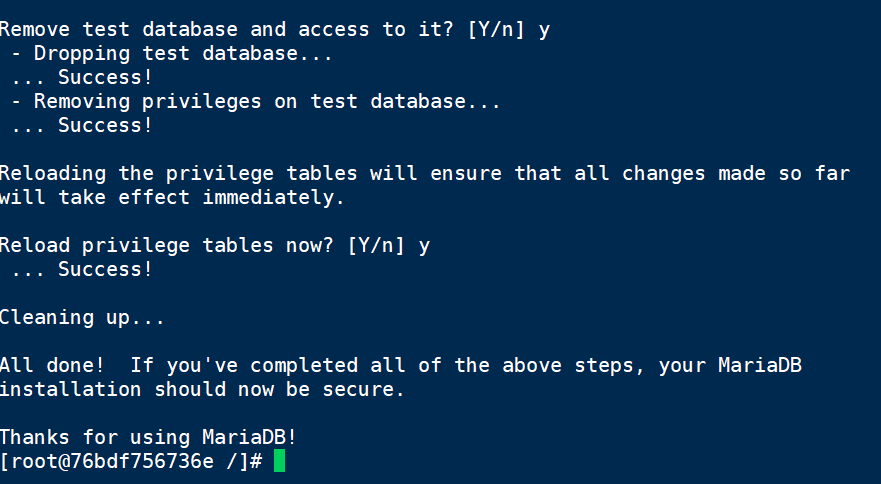 Remove test database and access to it? [Y/n] y
 - Dropping test database...
 ... Success!
 - Removing privileges on test database...
 ... Success!
Reloading the privilege tables will ensure that all changes made so far
will take effect immediately.
Reload privilege tables now? [Y/n] y
 ... Success!
Cleaning up...
All done!  If you've completed all of the above steps, your MariaDB
installation should now be secure.
Thanks for using MariaDB!
[root@76bdf756736e /]#